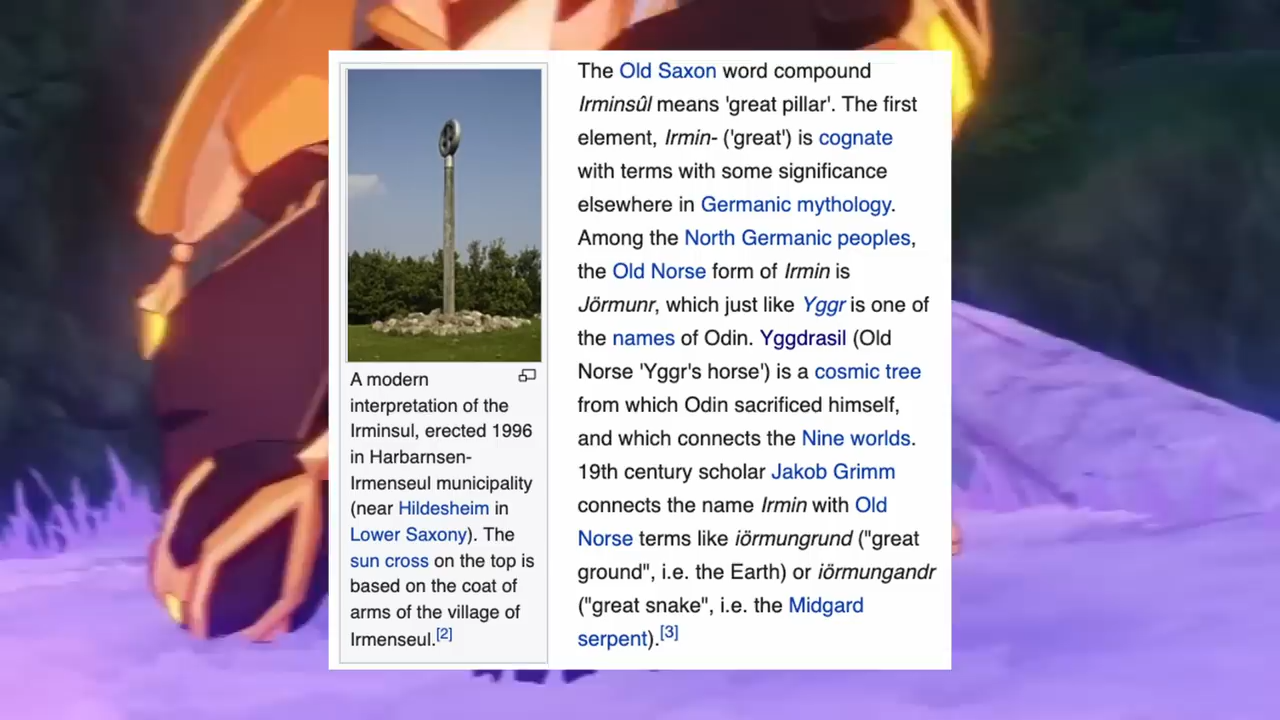 A modern
interpretation of the
Irminsul, erected 1996
in Harbarnsen-
Irmenseul municipality
(near Hildesheim in
Lower Saxony). The
sun cross on the top is
based on the coat of
arms of the village of
Irmenseul.[2]
The Old Saxon word compound
Irminsûl means 'great pillar'. The first
element, Irmin- ('great') is cognate
with terms with some significance
elsewhere in Germanic mythology.
Among the North Germanic peoples,
the Old Norse form of Irmin is
Jörmunr, which just like Yggr is one of
the names of Odin. Yggdrasil (Old
Norse 'Yggr's horse') is a cosmic tree
from which Odin sacrificed himself,
and which connects the Nine worlds.
19th century scholar Jakob Grimm
connects the name Irmin with Old
Norse terms like iörmungrund ("great
ground", i.e. the Earth) or iörmungandr
("great snake", i.e. the Midgard
serpent).[3]